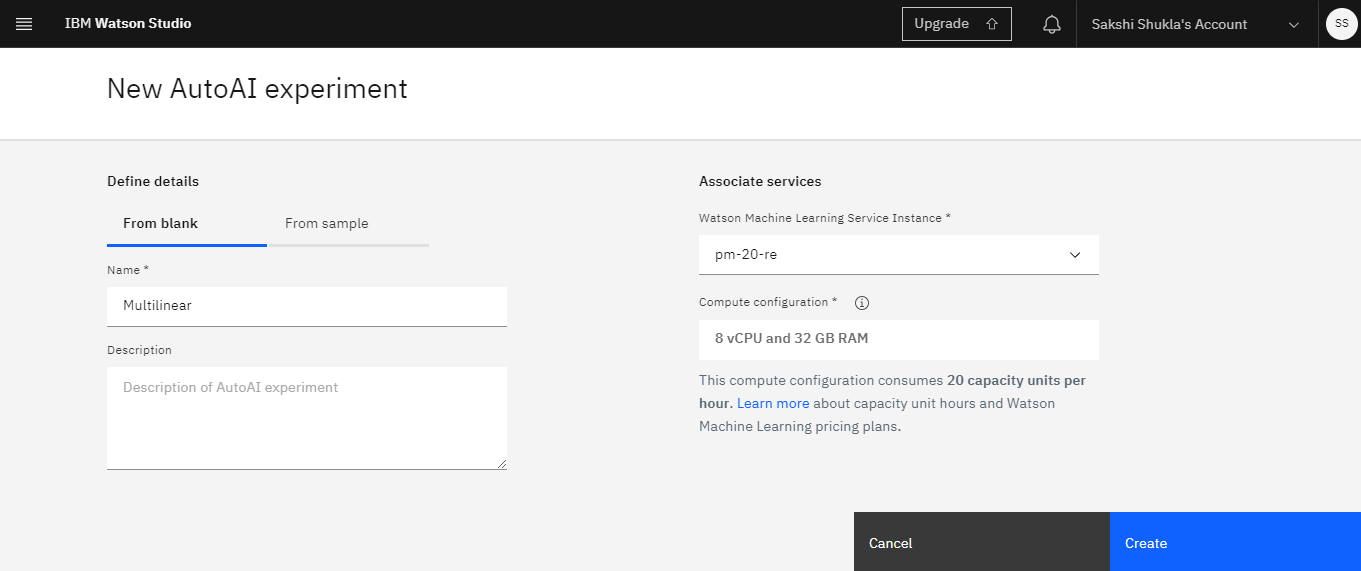 IBM Watson Studio
Upgrade
Sakshi Shukla's Account
SS
New AutoAI experiment
Define details
From blank
From sample
Name *
Multilinear
Description
Description of AutoAI experiment
Associate services
Watson Machine Learning Service Instance *
pm-20-re
Compute configuration *
8 vCPU and 32 GB RAM
This compute configuration consumes 20 capacity units per
hour. Learn more about capacity unit hours and Watson
Machine Learning pricing plans.
Cancel
Create